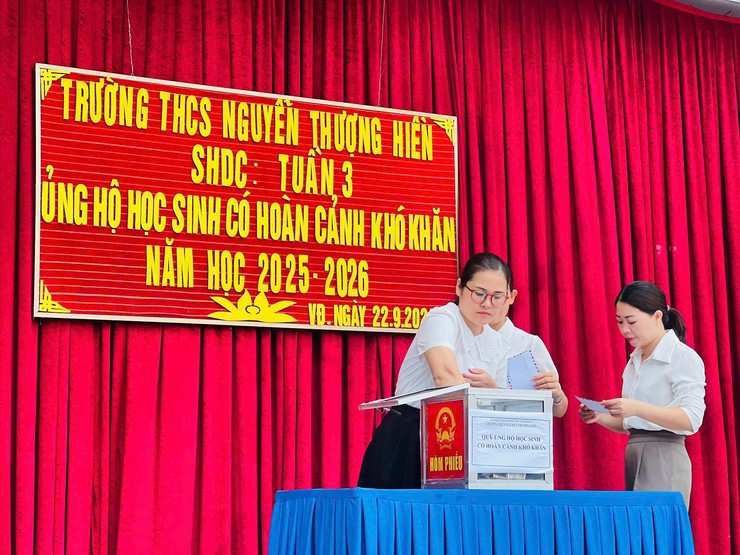 TRƯỜNG THCS NGUYỄN THƯỢNG HIỀN
SHDC: TUẦN 3
ỦNG HỘ HỌC SINH CÓ HOÀN CẢNH KHÓ KHĂN
NĂM HỌC 2025-2026
VĐ. NGÀY 22.9.202
QUỸ ỦNG HỘ HỌC SINH
CÓ HOÀN CẢNH KHÓ KHĂN
HÒM PHIẾU